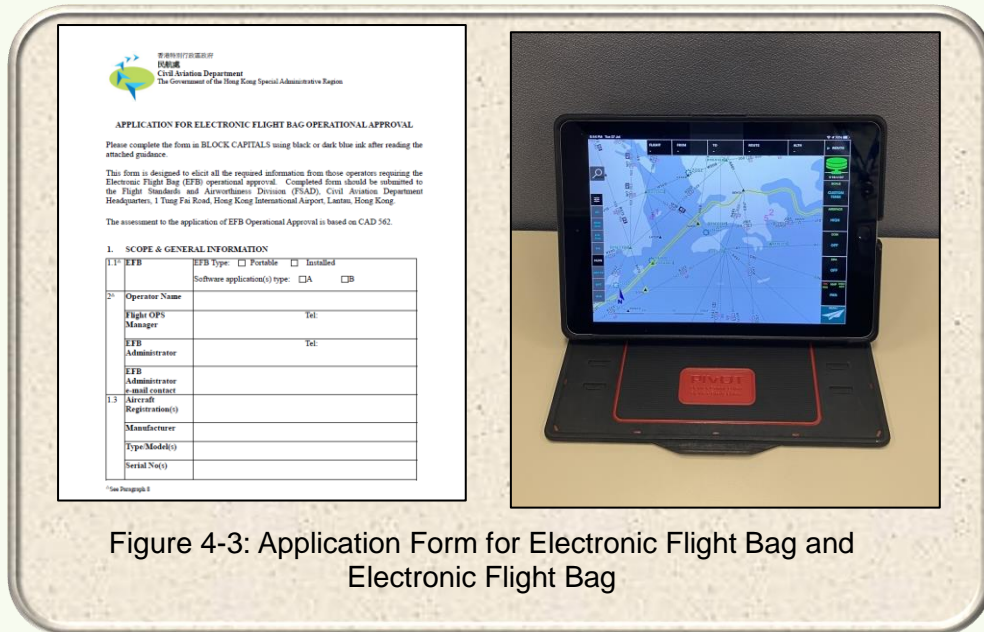 香港特別行政區政府
民航處
Civil Aviation Department
The Government of the Hong Kong Special Administrative Region
APPLICATION FOR ELECTRONIC FLIGHT BAG OPERATIONAL APPROVAL
Please complete the form in BLOCK CAPITALS using black or dark blue ink after reading the
attached guidance.
This form is designed to elicit all the required information from those operators requiring the
Electronic Flight Bag (EFB) operational approval. Completed form should be submitted to
the Flight Standards and Airworthiness Division (FSAD), Civil Aviation Department
Headquarters, 1 Tung Fai Road, Hong Kong International Airport, Lantau, Hong Kong.
The assessment to the application of EFB Operational Approval is based on CAD 562.
1. SCOPE & GENERAL INFORMATION
1.1^ EFB EFB Type: ☐ Portable ☐ Installed
Software application(s) type: ☐A ☐B
2^ Operator Name
Flight OPS Tel:
Manager
EFB Tel:
Administrator
EFB
Administrator
e-mail contact
1.3 Aircraft
Registration(s)
Manufacturer
Type/Model(s)
Serial No(s)
^See Paragraph 8
FLIGHT FROM TO ROUTE ALTN
PIVOT
Figure 4-3: Application Form for Electronic Flight Bag and
Electronic Flight Bag